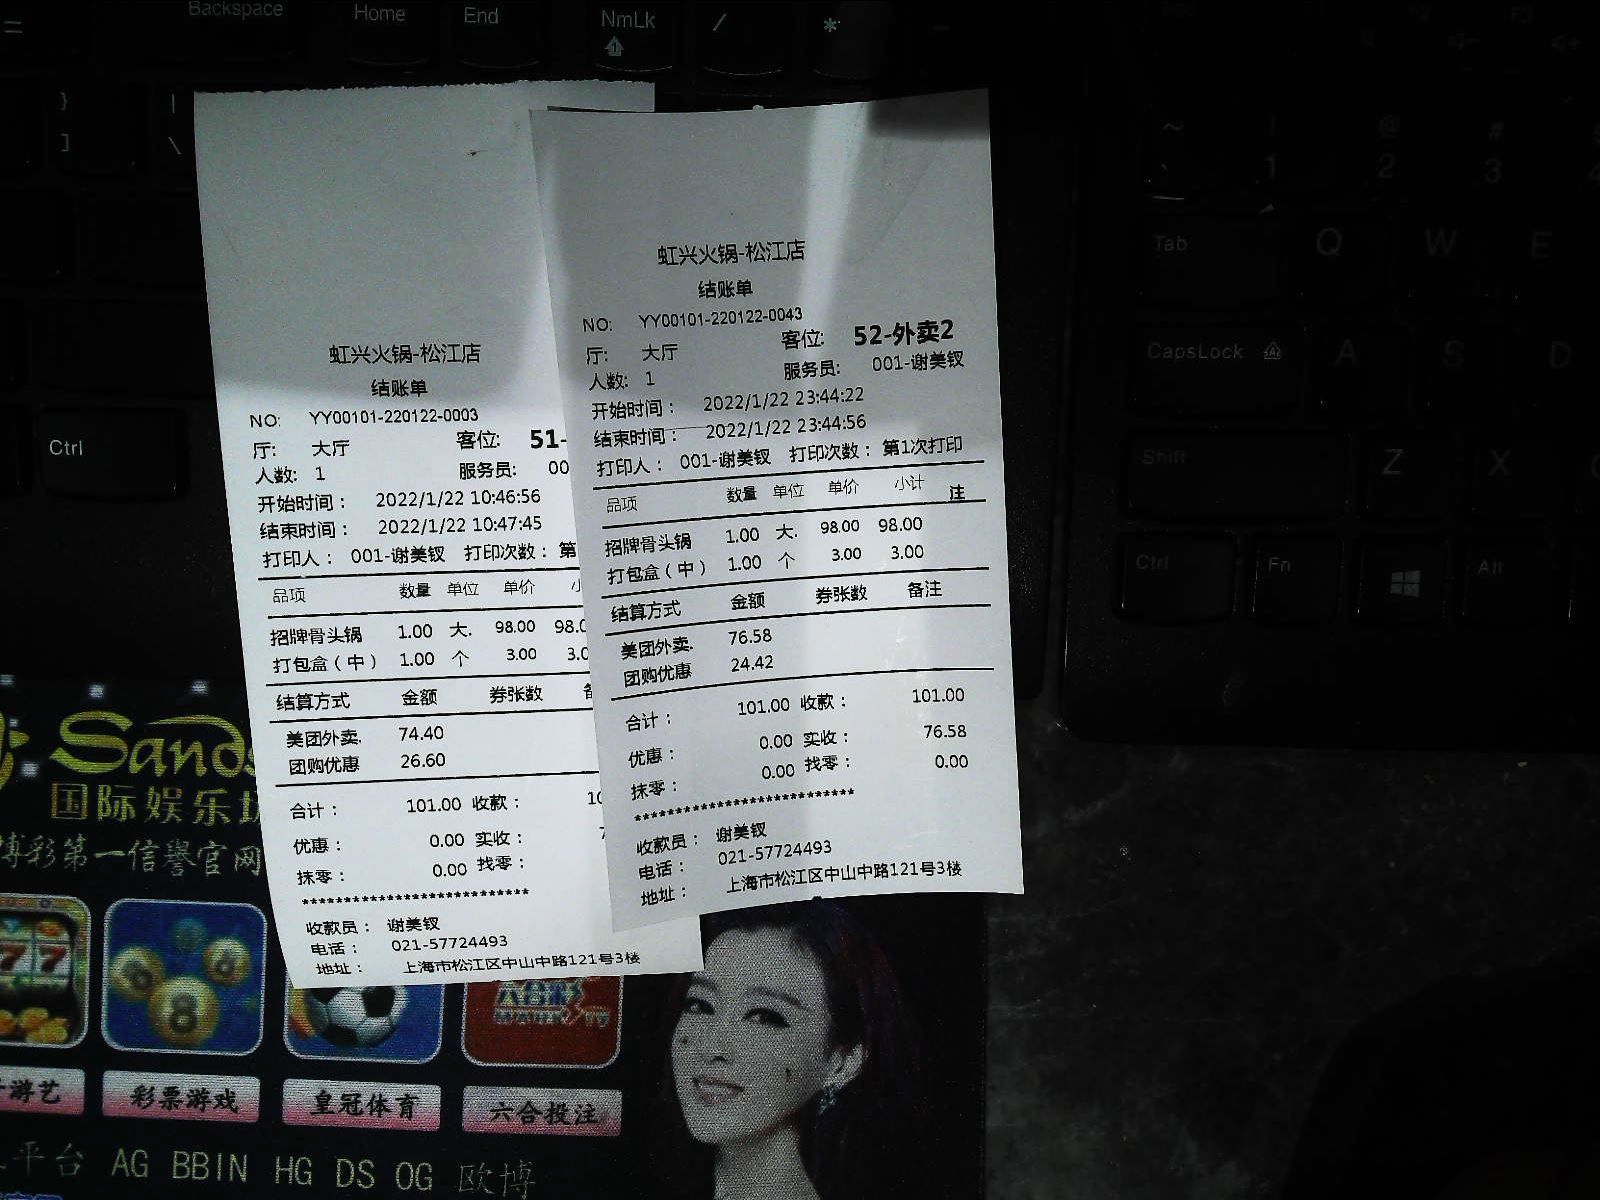 Backspace
Home
End
NmLk
/
*
=
}
]
|
\
Ctrl
~
`
!
1
@
2
#
3
Tab
Q
W
E
CapsLock
A
S
D
Shift
Z
X
Ctrl
Fn
Alt
虹兴火锅-松江店
结账单
NO: YY00101-220122-0003
厅: 大厅 客位: 51-
人数: 1 服务员: 00
开始时间: 2022/1/22 10:46:56
结束时间: 2022/1/22 10:47:45
打印人: 001-谢美钗 打印次数: 第
品项 数量 单位 单价 小
招牌骨头锅 1.00 大. 98.00 98.0
打包盒(中) 1.00 个 3.00 3.0
结算方式 金额 券张数 备
美团外卖. 74.40
团购优惠 26.60
合计: 101.00 收款: 10
优惠: 0.00 实收: 7
抹零: 0.00 找零:
****************************
收款员: 谢美钗
电话: 021-57724493
地址: 上海市松江区中山中路121号3楼
虹兴火锅-松江店
结账单
NO: YY00101-220122-0043
厅: 大厅 客位: 52-外卖2
人数: 1 服务员: 001-谢美钗
开始时间: 2022/1/22 23:44:22
结束时间: 2022/1/22 23:44:56
打印人: 001-谢美钗 打印次数: 第1次打印
品项 数量 单位 单价 小计 注
招牌骨头锅 1.00 大. 98.00 98.00
打包盒(中) 1.00 个 3.00 3.00
结算方式 金额 券张数 备注
美团外卖. 76.58
团购优惠 24.42
合计: 101.00 收款: 101.00
优惠: 0.00 实收: 76.58
抹零: 0.00 找零: 0.00
****************************
收款员: 谢美钗
电话: 021-57724493
地址: 上海市松江区中山中路121号3楼
Sands
国际娱乐
博彩第一信誉官网
7 7
8 6 8
游艺
彩票游戏
皇冠体育
六合投注
平台 AG BBIN HG DS OG 欧博